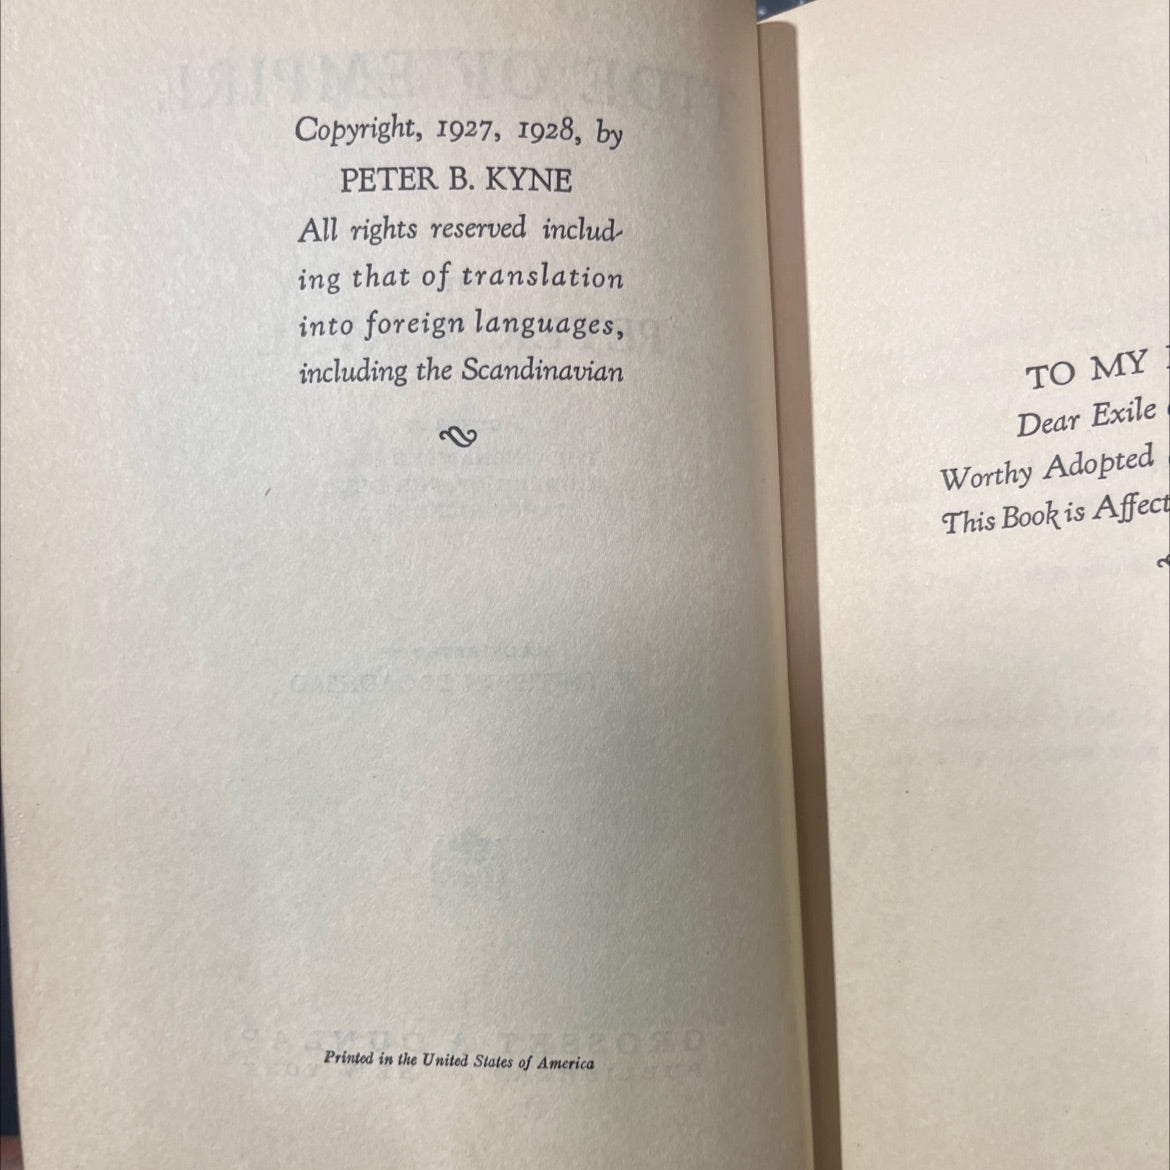 Copyright, 1927, 1928, by
PETER B. KYNE
All rights reserved includ-
ing that of translation
into foreign languages,
including the Scandinavian
Printed in the United States of America
TO MY
Dear Exile
Worthy Adopted
This Book is Affect